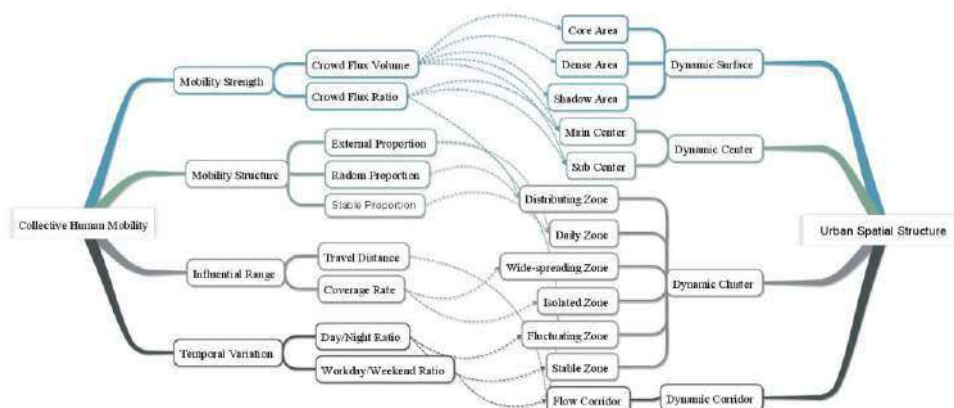 Collective Human Mobility
Mobility Strength
Crowd Flux Volume
Crowd Flux Ratio
Mobility Structure
External Proportion
Radom Proportion
Stable Proportion
Influential Range
Travel Distance
Coverage Rate
Temporal Variation
Day/Night Ratio
Workday/Weekend Ratio
Core Area
Dense Area
Shadow Area
Dynamic Surface
Main Center
Sub Center
Dynamic Center
Distributing Zone
Daily Zone
Wide-spreading Zone
Isolated Zone
Fluctuating Zone
Stable Zone
Dynamic Cluster
Flow Corridor
Dynamic Corridor
Urban Spatial Structure